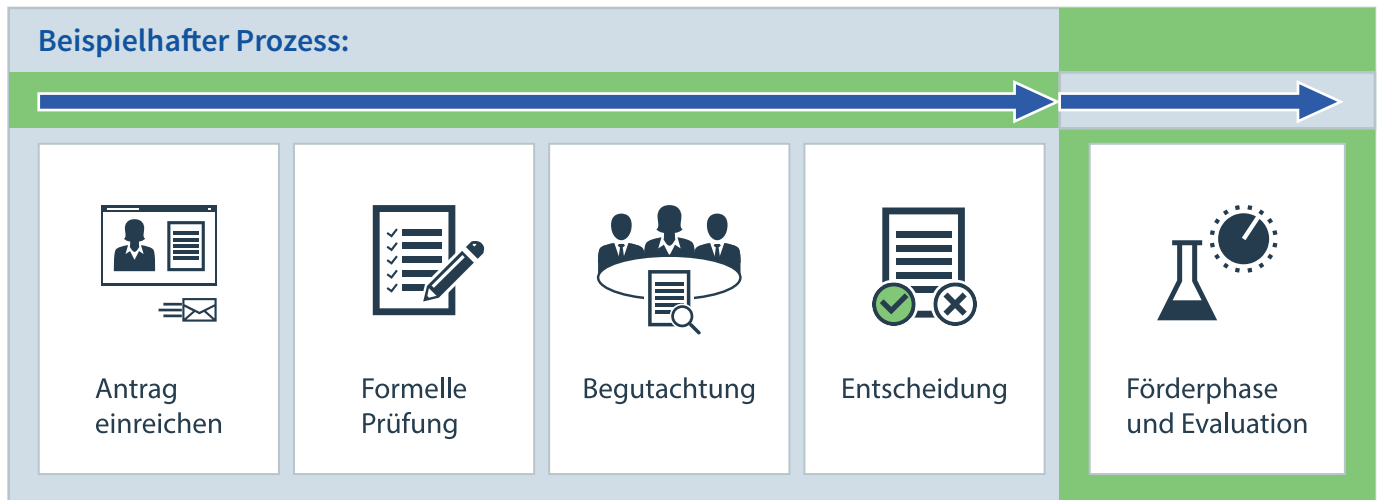 Beispielhafter Prozess:
Antrag
einreichen
Formelle
Prüfung
Begutachtung
Entscheidung
Förderphase
und Evaluation